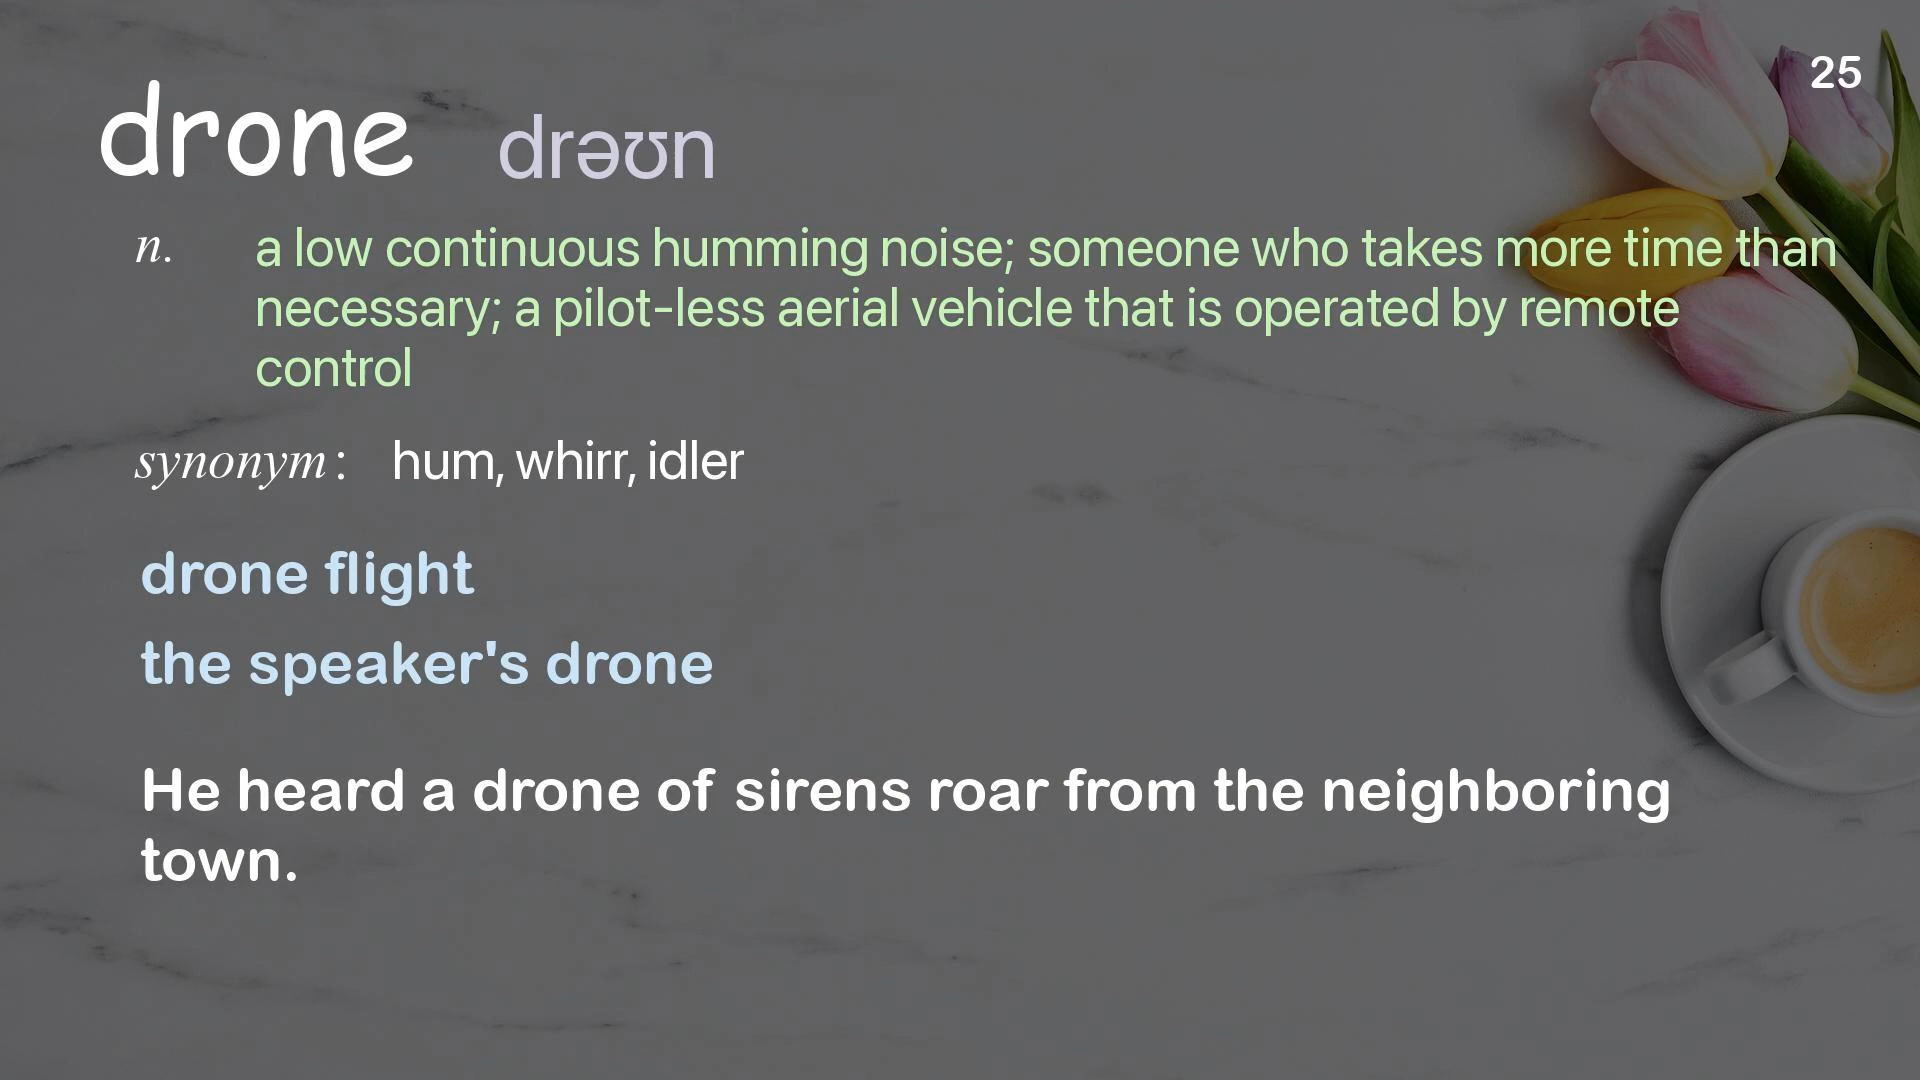 25
drone drəʊn
n. a low continuous humming noise; someone who takes more time than
necessary; a pilot-less aerial vehicle that is operated by remote
control
synonym: hum, whirr, idler
drone flight
the speaker's drone
He heard a drone of sirens roar from the neighboring
town.